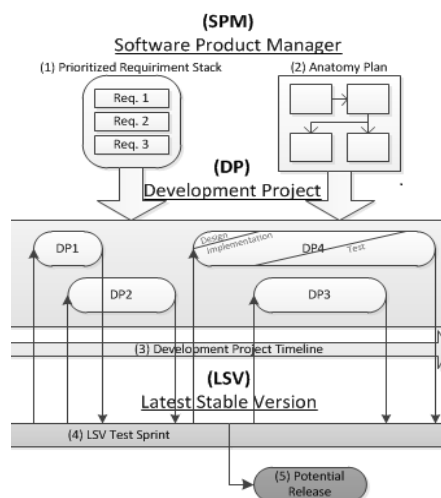 (SPM)
Software Product Manager
(1) Prioritized Requiriment Stack
(2) Anatomy Plan
Req. 1
Req. 2
Req. 3
(DP)
Development Project
DP1
Design
Implementation
DP4
Test
DP2
DP3
(3) Development Project Timeline
(LSV)
Latest Stable Version
(4) LSV Test Sprint
(5) Potential
Release